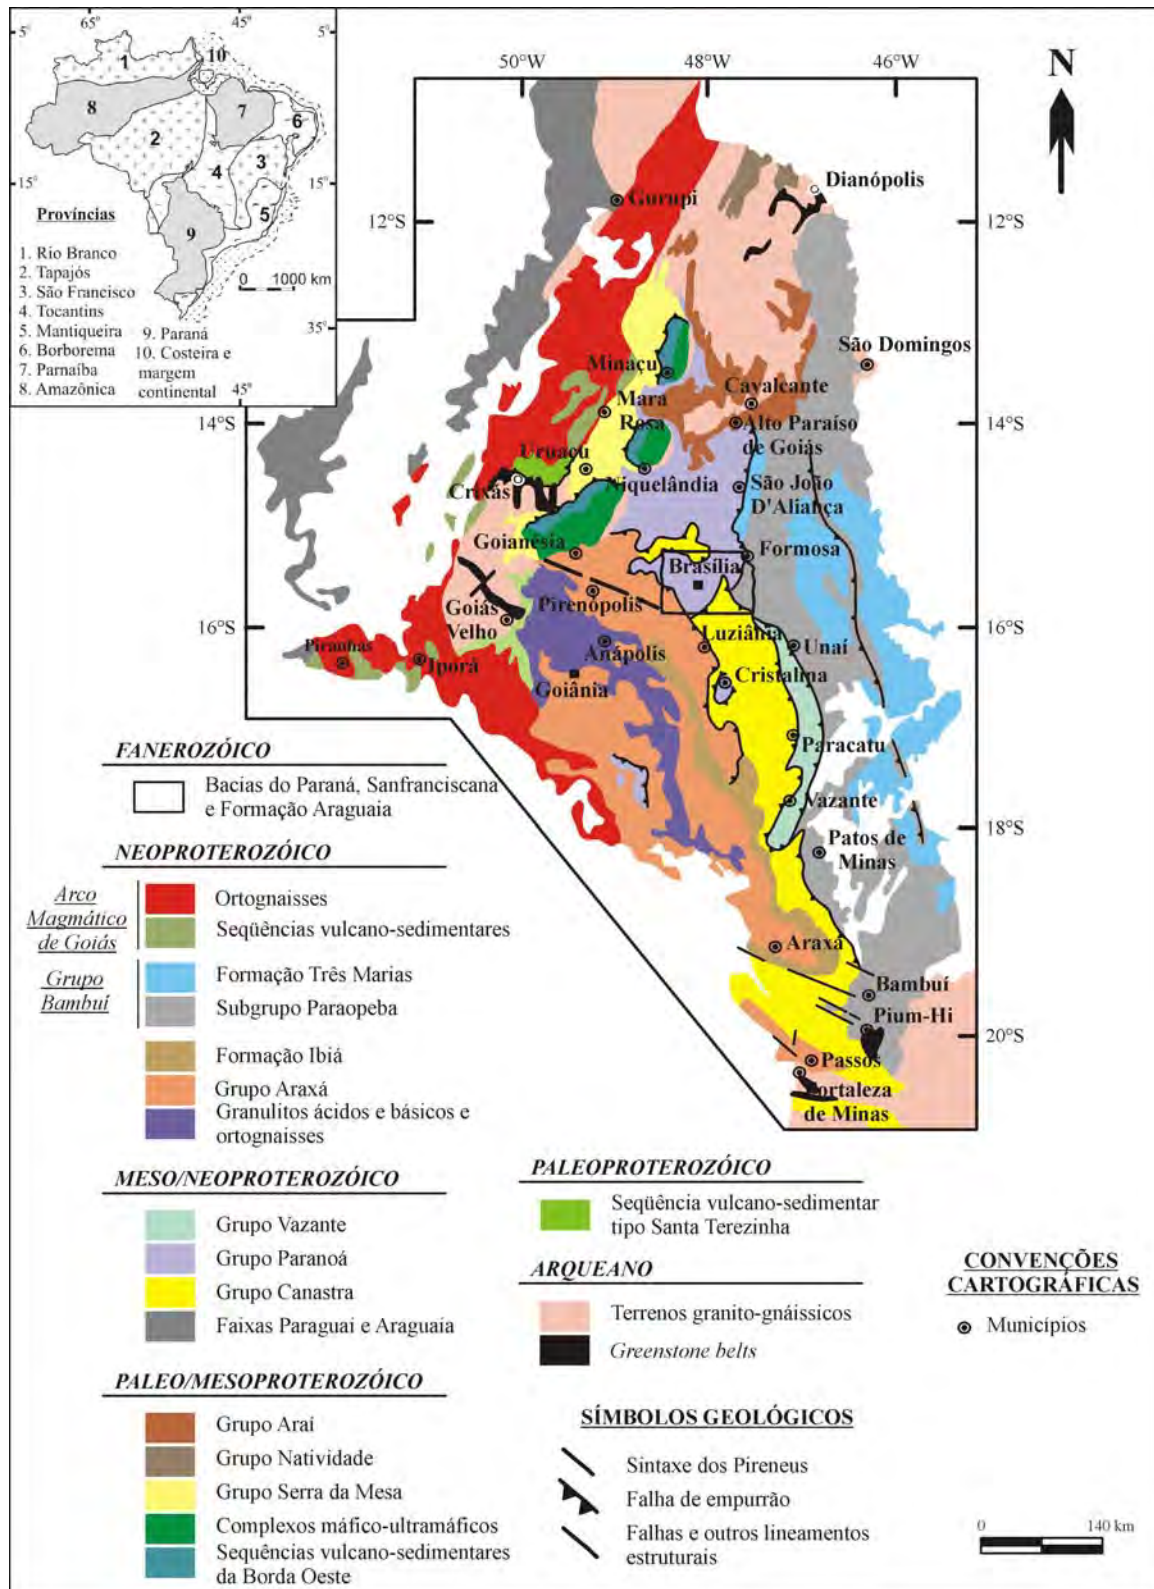 65°
45°
5°
5°
1
10
8
7
6
2
3
4
15°
15°
5
9
Províncias
0 1000 km
1. Rio Branco
2. Tapajós
3. São Francisco
4. Tocantins
5. Mantiqueira
6. Borborema
7. Parnaíba
8. Amazônica
9. Paraná
10. Costeira e
margem
continental
35°
45°
50°W
48°W
46°W
N
12°S
12°S
14°S
14°S
16°S
16°S
18°S
20°S
Gurupi
Dianópolis
São Domingos
Minaçu
Cavalcante
Mara
Rosa
Alto Paraíso
de Goiás
Uruaçu
Crixás
Niquelândia
São João
D'Aliança
Goianésia
Formosa
Brasília
Pirenópolis
Goiás
Velho
Luziânia
Unaí
Piranhas
Iporá
Anápolis
Goiânia
Cristalina
Paracatu
Vazante
Patos de
Minas
Araxá
Bambuí
Pium-Hi
Passos
Fortaleza
de Minas
FANEROZÓICO
Bacias do Paraná, Sanfranciscana
e Formação Araguaia
NEOPROTEROZÓICO
Arco
Magmático
de Goiás
Ortognaisses
Seqüências vulcano-sedimentares
Grupo
Bambuí
Formação Três Marias
Subgrupo Paraopeba
Formação Ibiá
Grupo Araxá
Granulitos ácidos e básicos e
ortognaisses
MESO/NEOPROTEROZÓICO
Grupo Vazante
Grupo Paranoá
Grupo Canastra
Faixas Paraguai e Araguaia
PALEO/MESOPROTEROZÓICO
Grupo Araí
Grupo Natividade
Grupo Serra da Mesa
Complexos máfico-ultramáficos
Sequências vulcano-sedimentares
da Borda Oeste
PALEOPROTEROZÓICO
Seqüência vulcano-sedimentar
tipo Santa Terezinha
ARQUEANO
Terrenos granito-gnáissicos
Greenstone belts
SÍMBOLOS GEOLÓGICOS
Sintaxe dos Pireneus
Falha de empurrão
Falhas e outros lineamentos
estruturais
CONVENÇÕES
CARTOGRÁFICAS
Municípios
0 140 km